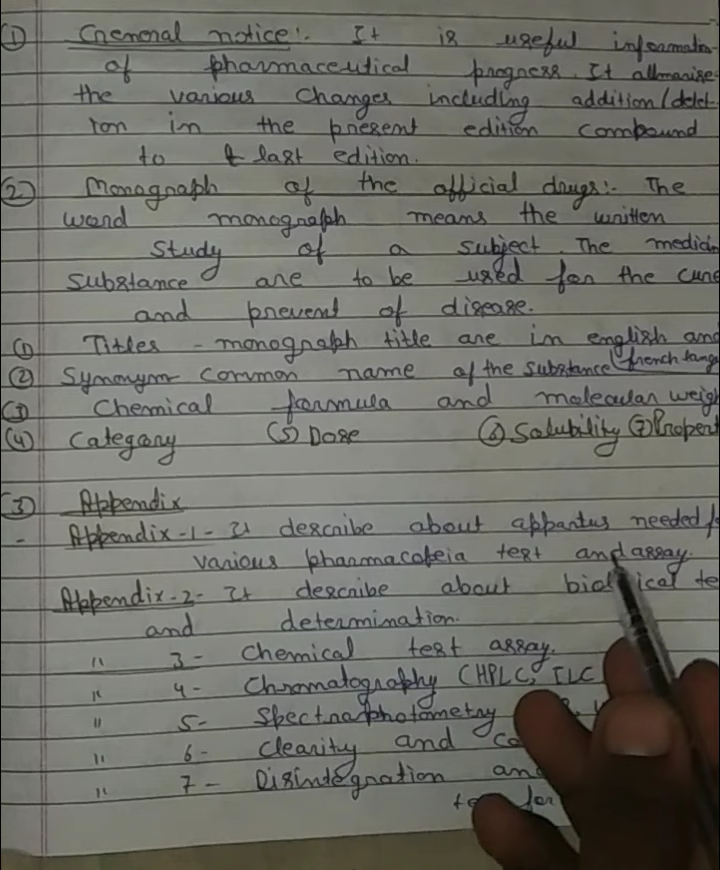 ① General notice :- It is useful
of pharmaceutical progress. It
the various changes including addition/delet-
ion in the present edition compound
to & last edition.
② Monograph of the official drugs :- The
word monograph means the written
study of a subject. The medicin
substance are to be used for the cure
and prevent of disease.
① Titles - monograph title are in english and
french
② Synonym common name of the substance
③ Chemical formula and molecular weigh
④ Category ⑤ Dose ⑥ Solubility ⑦ Propert
③ Appendix
- Appendix-1- It describe about appartus needed f
various pharmacopeia test and assay.
Appendix-2- It describe about biological te
and determination.
" 3- Chemical test assay.
" 4- Chromatography (HPLC, TLC
" 5- Spectrophotometry
" 6- Clearity and co
" 7- Disintegration an
for